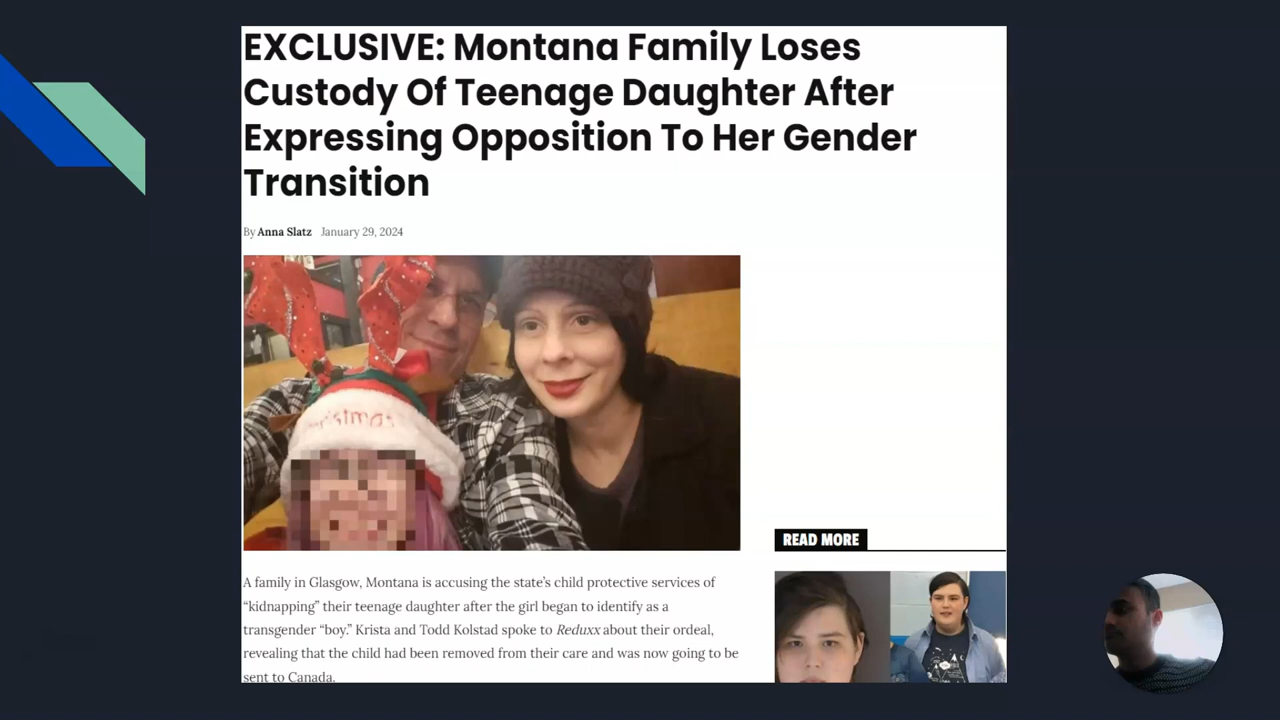 EXCLUSIVE: Montana Family Loses
Custody Of Teenage Daughter After
Expressing Opposition To Her Gender
Transition
By Anna Slatz January 29, 2024
READ MORE
A family in Glasgow, Montana is accusing the state’s child protective services of
“kidnapping” their teenage daughter after the girl began to identify as a
transgender “boy.” Krista and Todd Kolstad spoke to Reduxx about their ordeal,
revealing that the child had been removed from their care and was now going to be
sent to Canada.